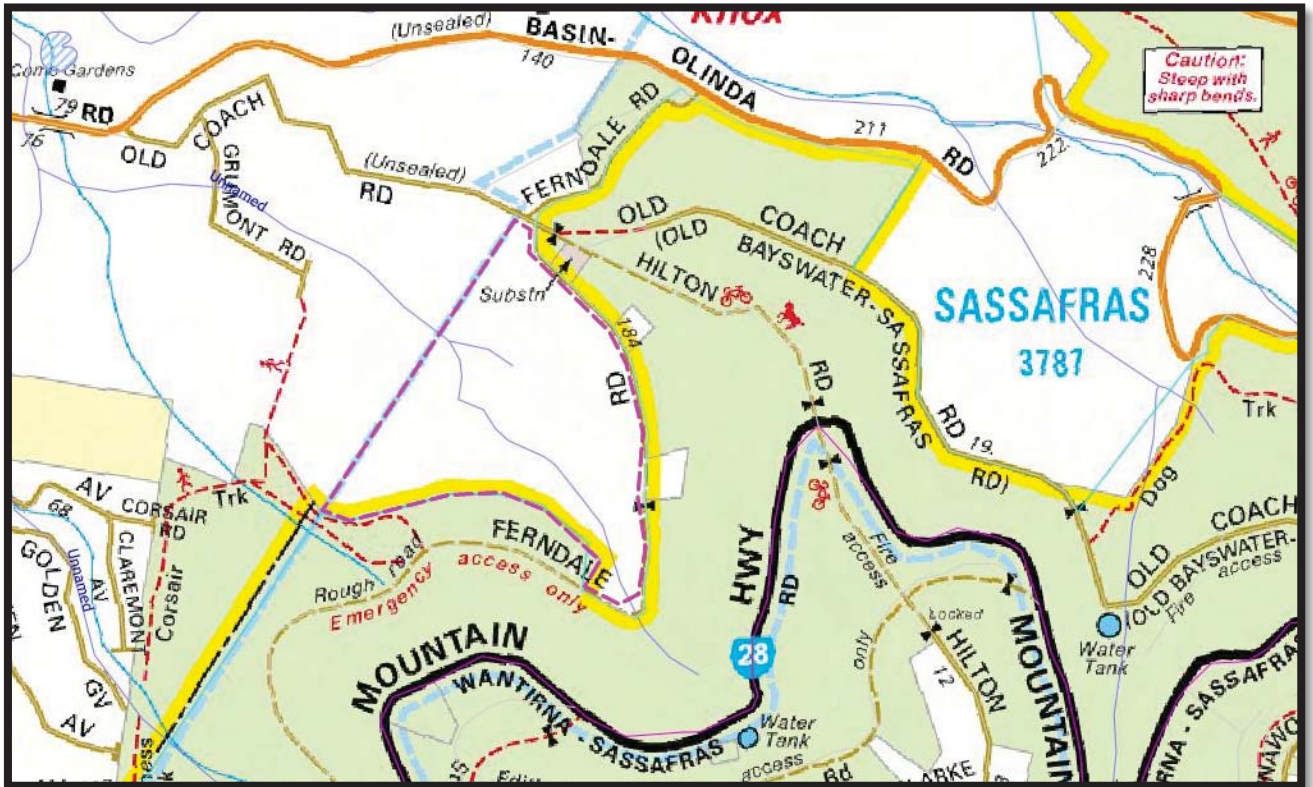 Knox
(Unsealed)
BASIN-
140
OLINDA
211
RD
222
228
Caution:
Steep with
sharp bends.
Gardens
79
RD
76
OLD
COACH
(Unsealed)
RD
GRUMONT RD
Unnamed
FERNDALE RD
OLD
COACH
(OLD
BAYSWATER-SASSAFRAS
RD
19
RD)
HILTON
RD
Substn
184
RD
SASSAFRAS
3787
Trk
Dog
Trk
AV
CORSAIR
RD
68
GOLDEN
AV
CLAREMONT
Unnamed
Corsair
GV
AV
FERNDALE
Rough road
Emergency access only
MOUNTAIN
HWY
RD
28
WANTIRNA - SASSAFRAS
Fire
access
Locked
only
HILTON
12
MOUNTAIN
OLD
COACH
(OLD BAYSWATER-
Fire access
Water
Tank
Water
Tank
access
Rd
15